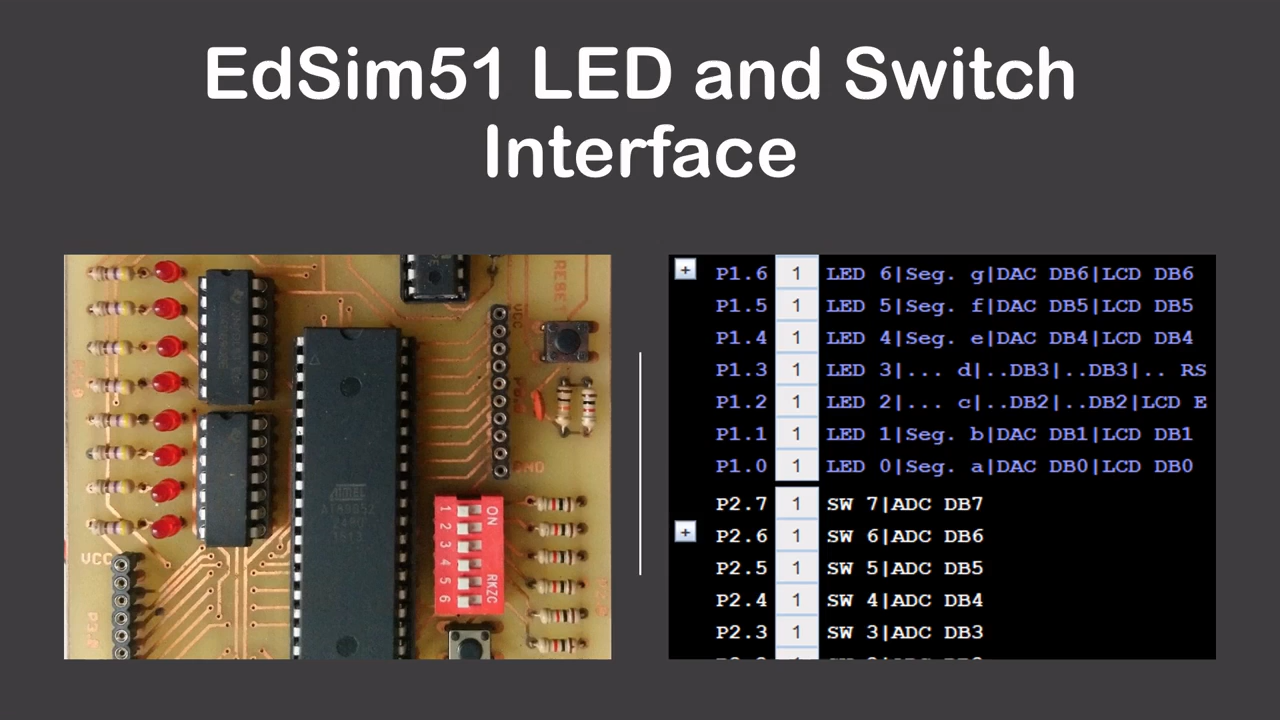 EdSim51 LED and Switch
Interface
RESET
VCC
GND
ATMEL
ON
1 2 3 4 5 6
RKZC
VCC
+
P1.6 1 LED 6|Seg. g|DAC DB6|LCD DB6
P1.5 1 LED 5|Seg. f|DAC DB5|LCD DB5
P1.4 1 LED 4|Seg. e|DAC DB4|LCD DB4
P1.3 1 LED 3|... d|..DB3|..DB3|.. RS
P1.2 1 LED 2|... c|..DB2|..DB2|LCD E
P1.1 1 LED 1|Seg. b|DAC DB1|LCD DB1
P1.0 1 LED 0|Seg. a|DAC DB0|LCD DB0
P2.7 1 SW 7|ADC DB7
+
P2.6 1 SW 6|ADC DB6
P2.5 1 SW 5|ADC DB5
P2.4 1 SW 4|ADC DB4
P2.3 1 SW 3|ADC DB3